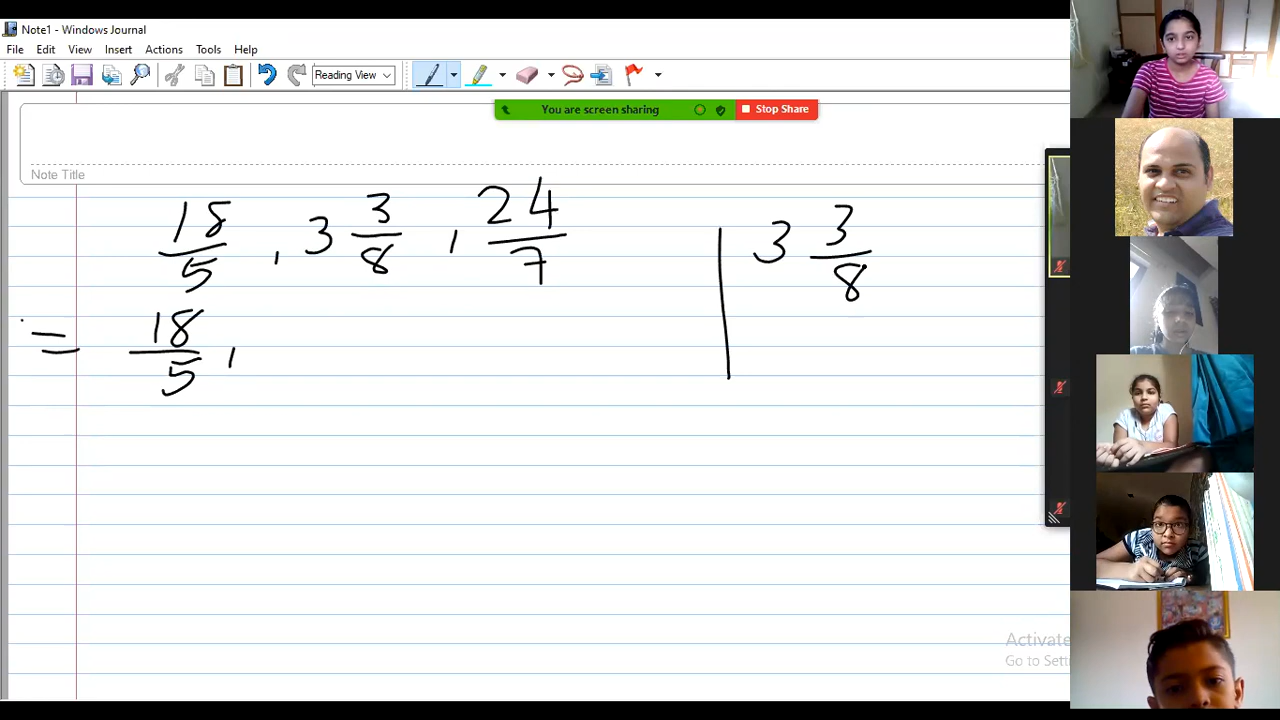 Note1 - Windows Journal
File Edit View Insert Actions Tools Help
Reading View
You are screen sharing Stop Share
Note Title
18/5 , 3 3/8 , 24/7 | 3 3/8
= 18/5 ,
Activate
Go to Setti